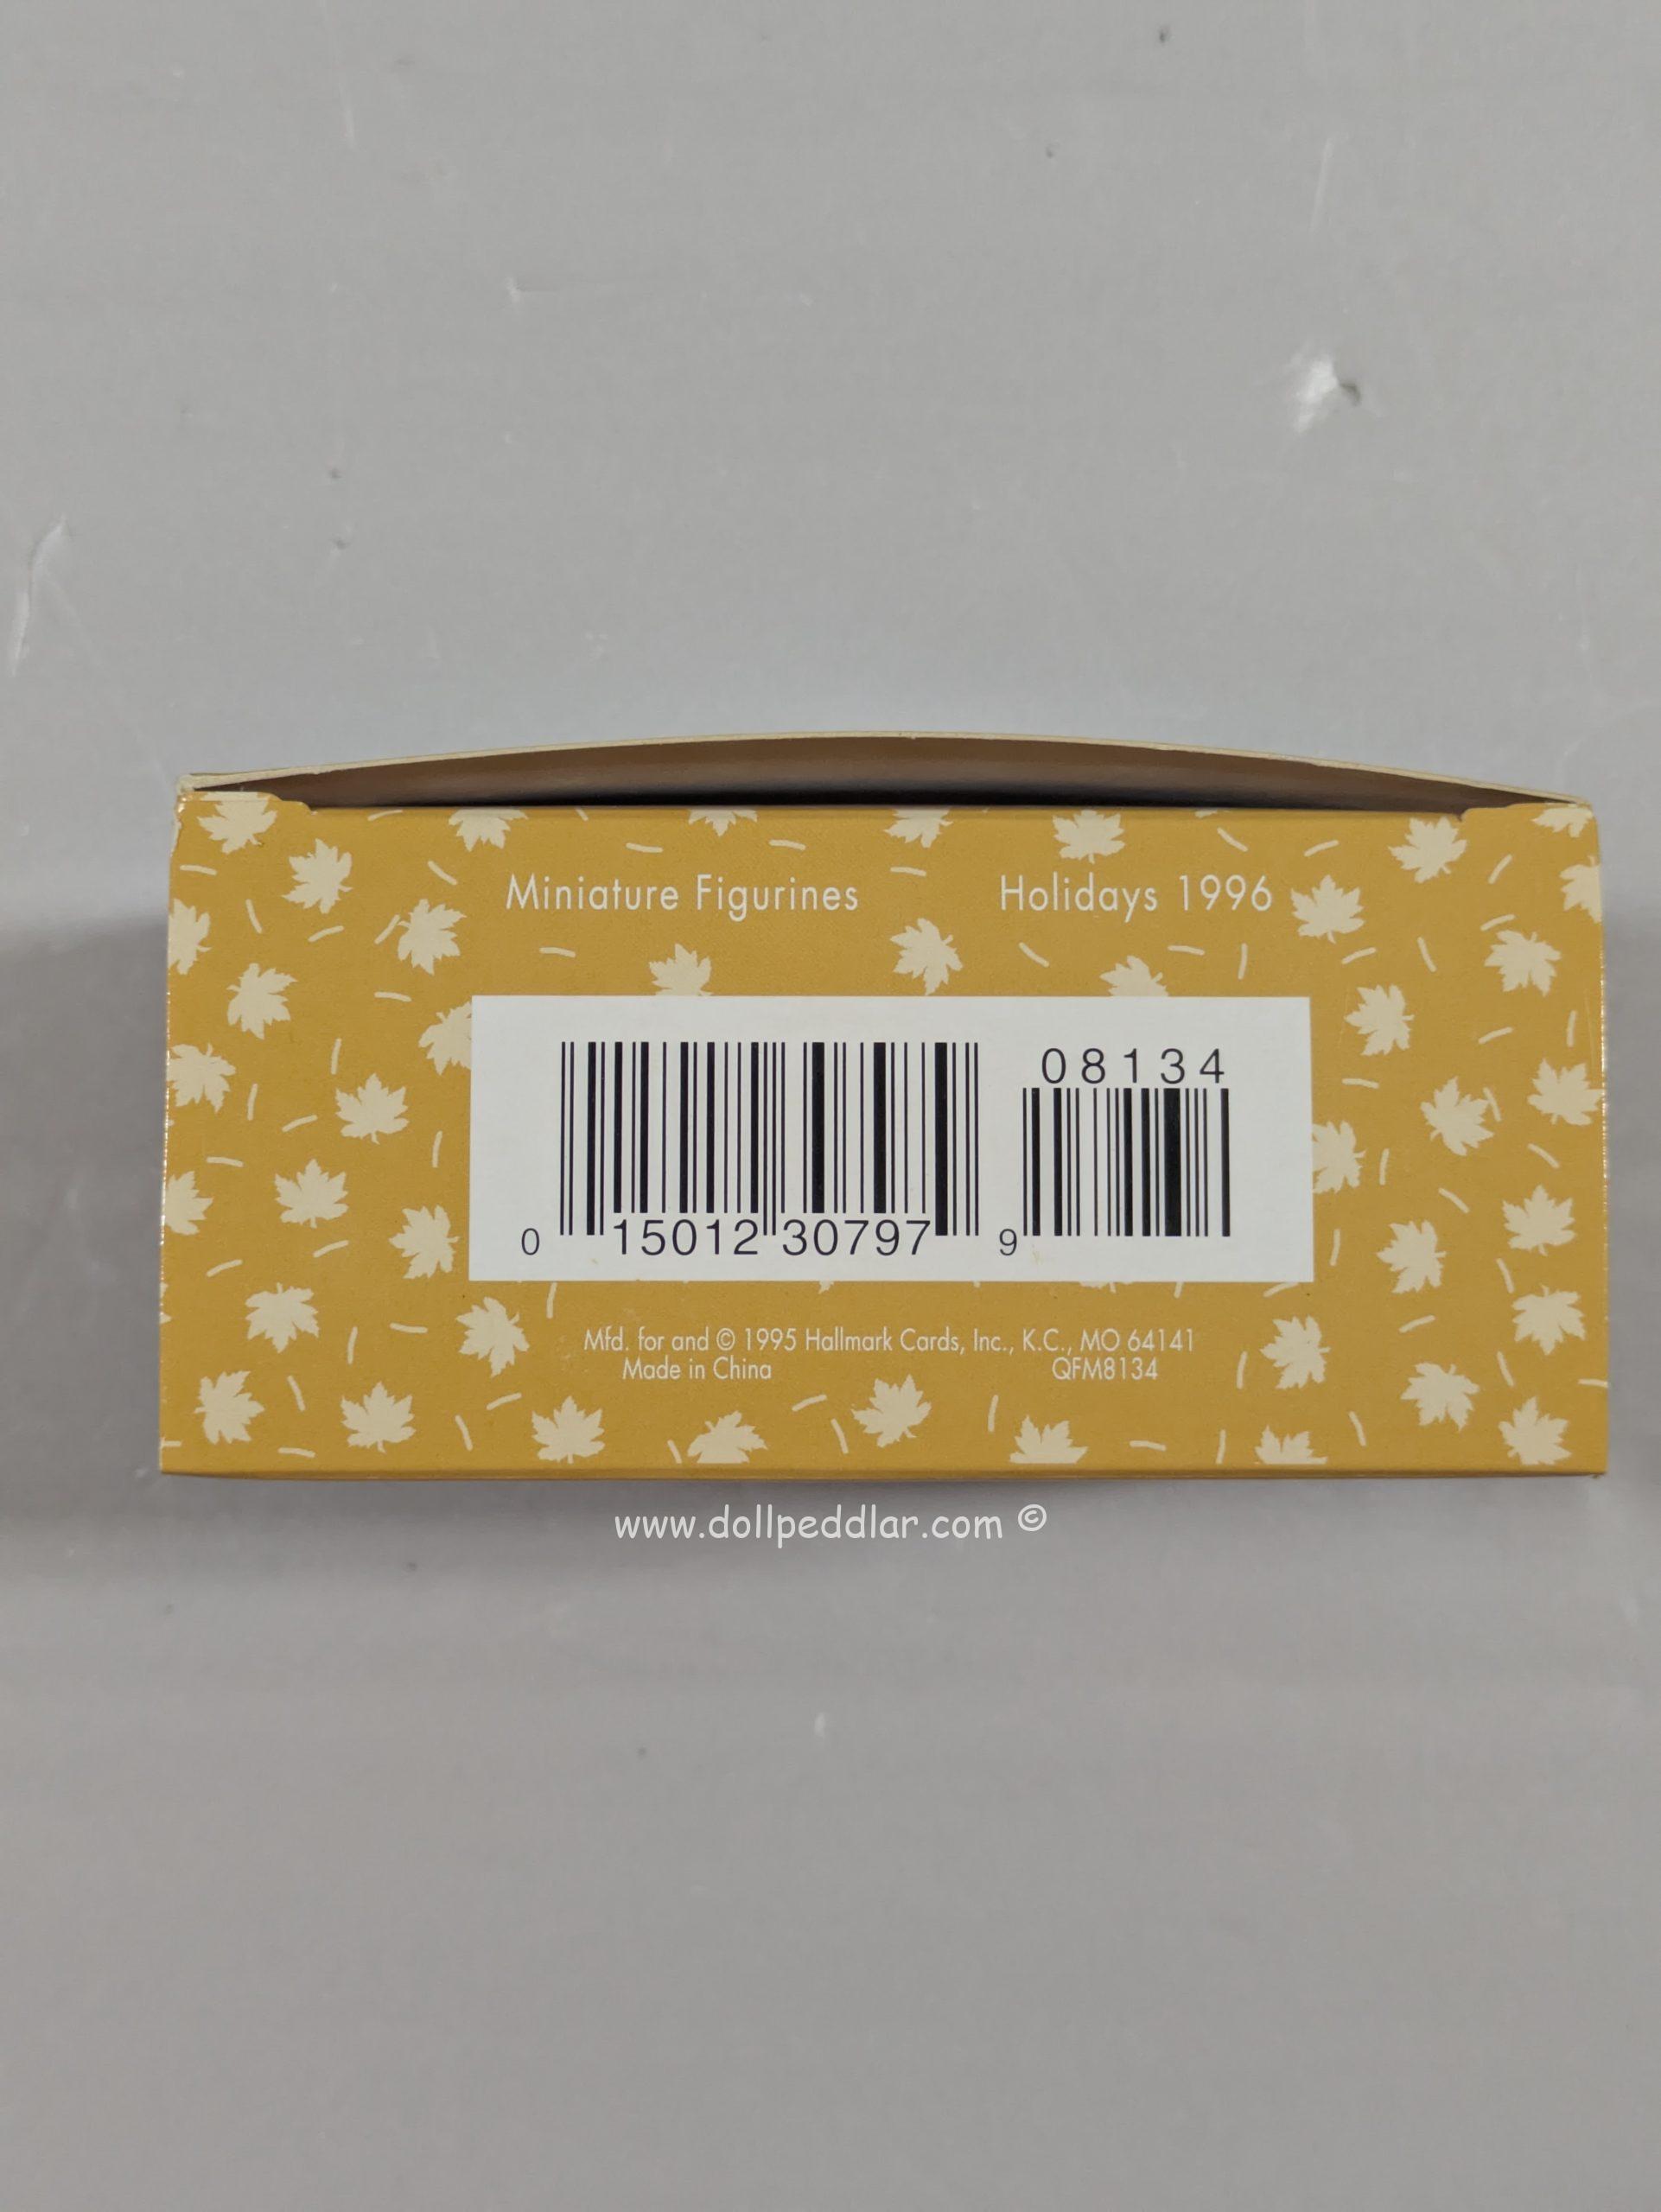 Miniature Figurines Holidays 1996
08134
0 15012 30797 9
Mfd. for and © 1995 Hallmark Cards, Inc., K.C., MO 64141
Made in China QFM8134
www.dollpeddlar.com ©